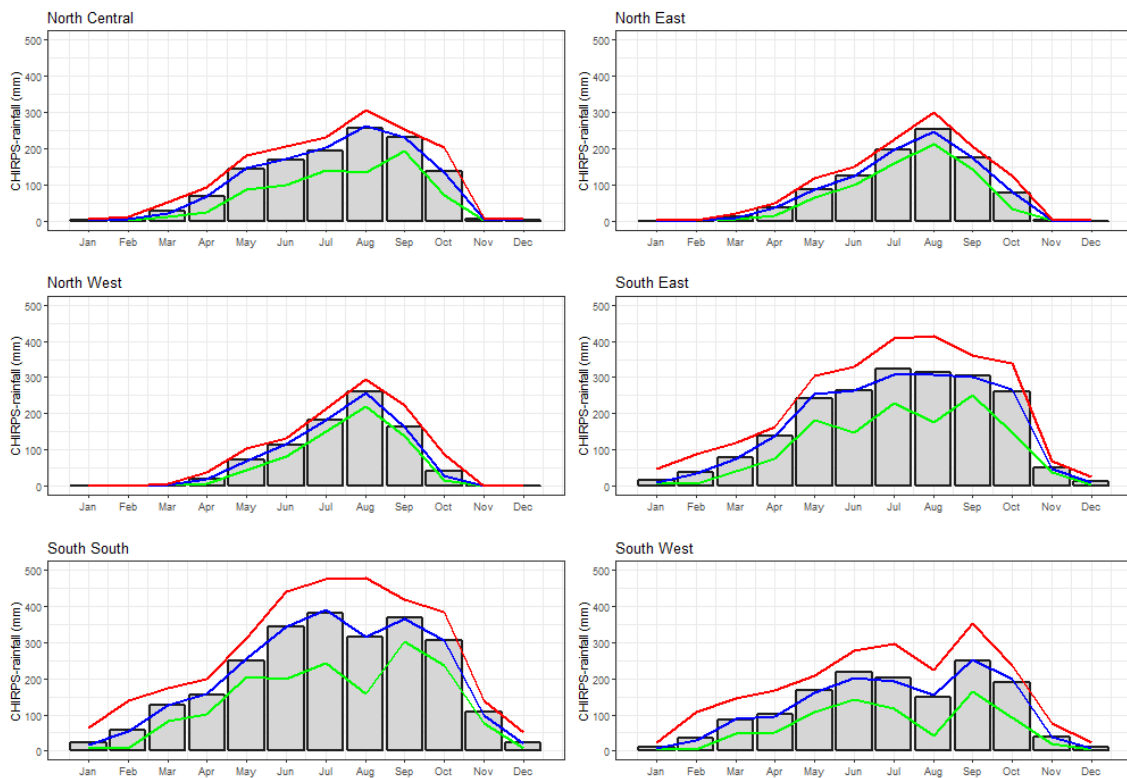 North Central
CHIRPS-rainfall (mm)
500
400
300
200
100
0
Jan Feb Mar Apr May Jun Jul Aug Sep Oct Nov Dec
North East
CHIRPS-rainfall (mm)
500
400
300
200
100
0
Jan Feb Mar Apr May Jun Jul Aug Sep Oct Nov Dec
North West
CHIRPS-rainfall (mm)
500
400
300
200
100
0
Jan Feb Mar Apr May Jun Jul Aug Sep Oct Nov Dec
South East
CHIRPS-rainfall (mm)
500
400
300
200
100
0
Jan Feb Mar Apr May Jun Jul Aug Sep Oct Nov Dec
South South
CHIRPS-rainfall (mm)
500
400
300
200
100
0
Jan Feb Mar Apr May Jun Jul Aug Sep Oct Nov Dec
South West
CHIRPS-rainfall (mm)
500
400
300
200
100
0
Jan Feb Mar Apr May Jun Jul Aug Sep Oct Nov Dec